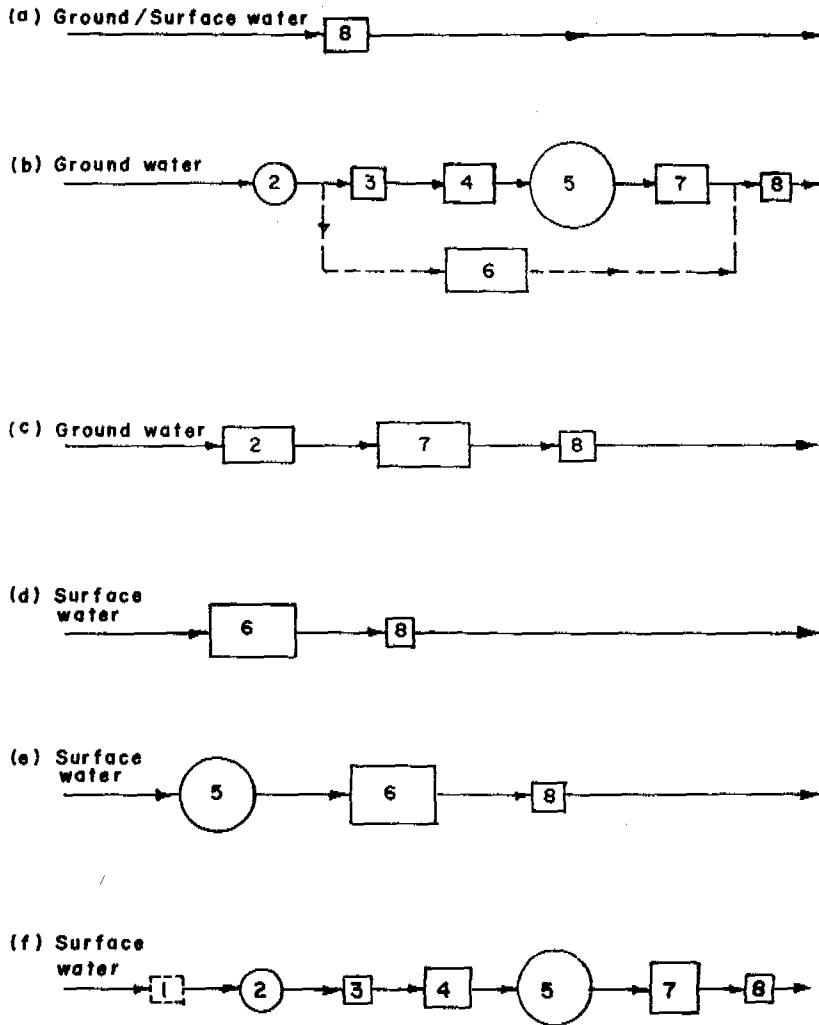 (a) Ground/Surface water
8
(b) Ground water
2 3 4 5 7 8
6
(c) Ground water
2 7 8
(d) Surface
water
6 8
(e) Surface
water
5 6 8
(f) Surface
water
1 2 3 4 5 7 8